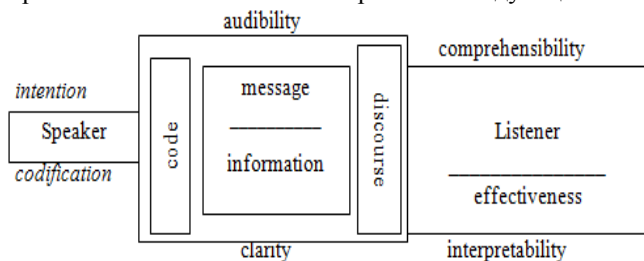 audibility
comprehensibility
intention
Speaker
codification
code
message
information
discourse
Listener
effectiveness
clarity
interpretability